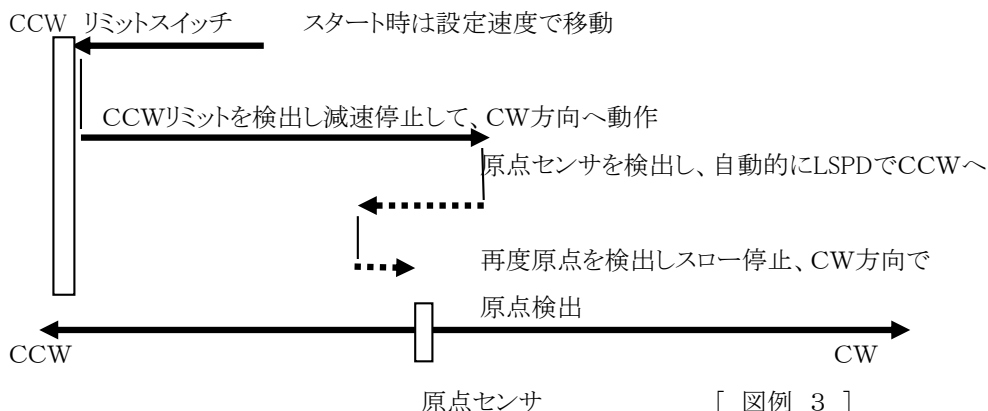 CCW リミットスイッチ スタート時は設定速度で移動
CCWリミットを検出し減速停止して、CW方向へ動作
原点センサを検出し、自動的にLSPDでCCWへ
再度原点を検出しスロー停止、CW方向で
原点検出
CCW CW
原点センサ [ 図例 3 ]